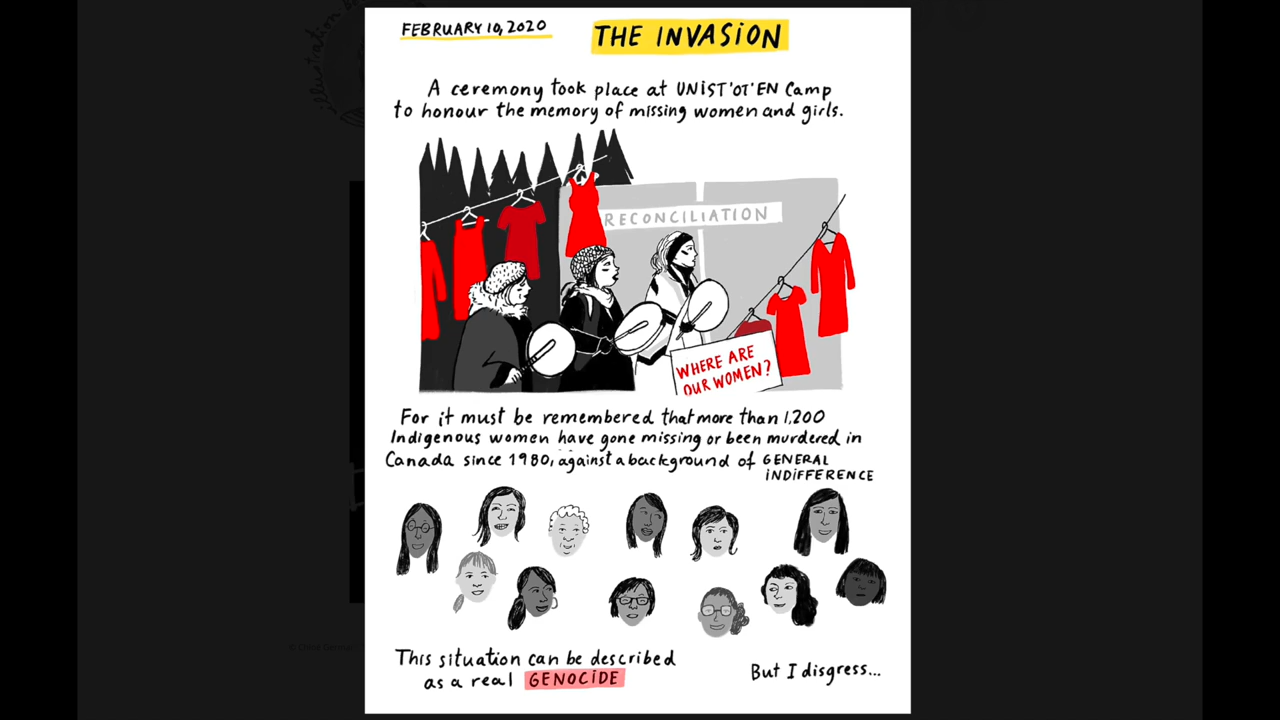 FEBRUARY 10, 2020
THE INVASION
A ceremony took place at UNIST'OT'EN Camp
to honour the memory of missing women and girls.
RECONCILIATION
WHERE ARE
OUR WOMEN?
For it must be remembered that more than 1,200
Indigenous women have gone missing or been murdered in
Canada since 1980, against a background of GENERAL
INDIFFERENCE
This situation can be described
as a real GENOCIDE
But I disgress...